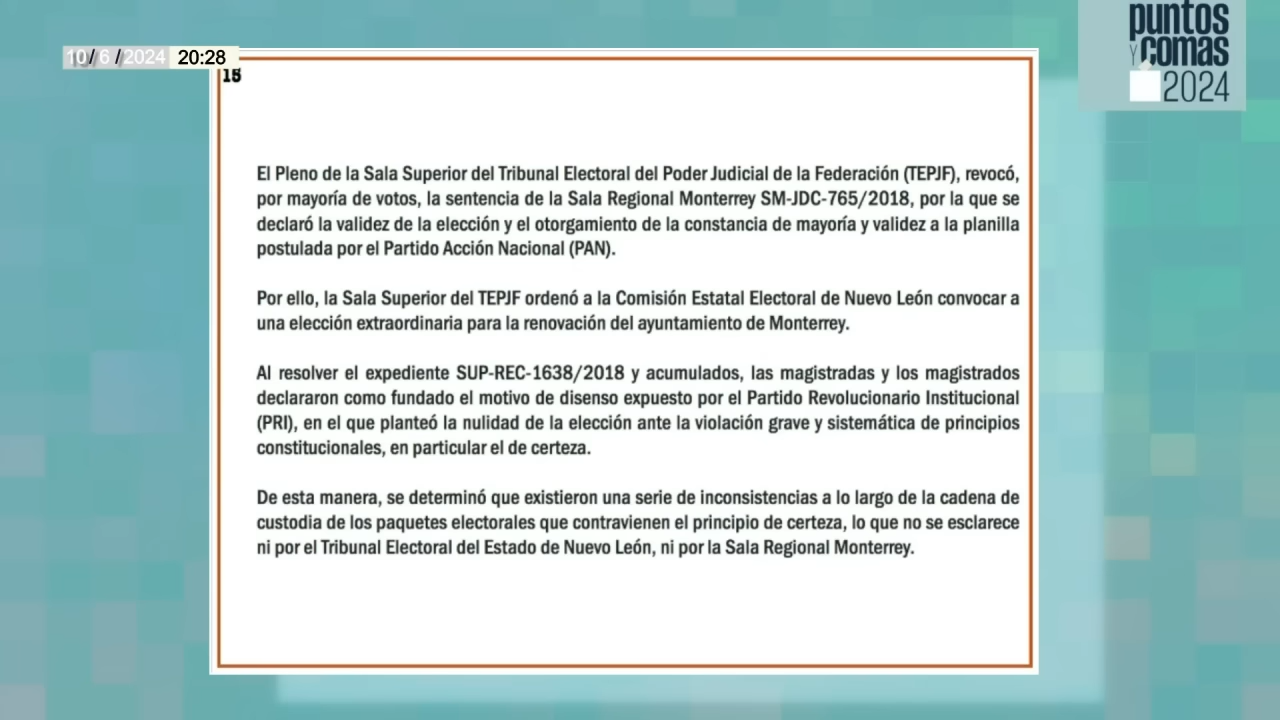 10/6/2024 20:28
puntos
Y comas
2024
15
El Pleno de la Sala Superior del Tribunal Electoral del Poder Judicial de la Federación (TEPJF), revocó,
por mayoría de votos, la sentencia de la Sala Regional Monterrey SM-JDC-765/2018, por la que se
declaró la validez de la elección y el otorgamiento de la constancia de mayoría y validez a la planilla
postulada por el Partido Acción Nacional (PAN).
Por ello, la Sala Superior del TEPJF ordenó a la Comisión Estatal Electoral de Nuevo León convocar a
una elección extraordinaria para la renovación del ayuntamiento de Monterrey.
Al resolver el expediente SUP-REC-1638/2018 y acumulados, las magistradas y los magistrados
declararon como fundado el motivo de disenso expuesto por el Partido Revolucionario Institucional
(PRI), en el que planteó la nulidad de la elección ante la violación grave y sistemática de principios
constitucionales, en particular el de certeza.
De esta manera, se determinó que existieron una serie de inconsistencias a lo largo de la cadena de
custodia de los paquetes electorales que contravienen el principio de certeza, lo que no se esclarece
ni por el Tribunal Electoral del Estado de Nuevo León, ni por la Sala Regional Monterrey.